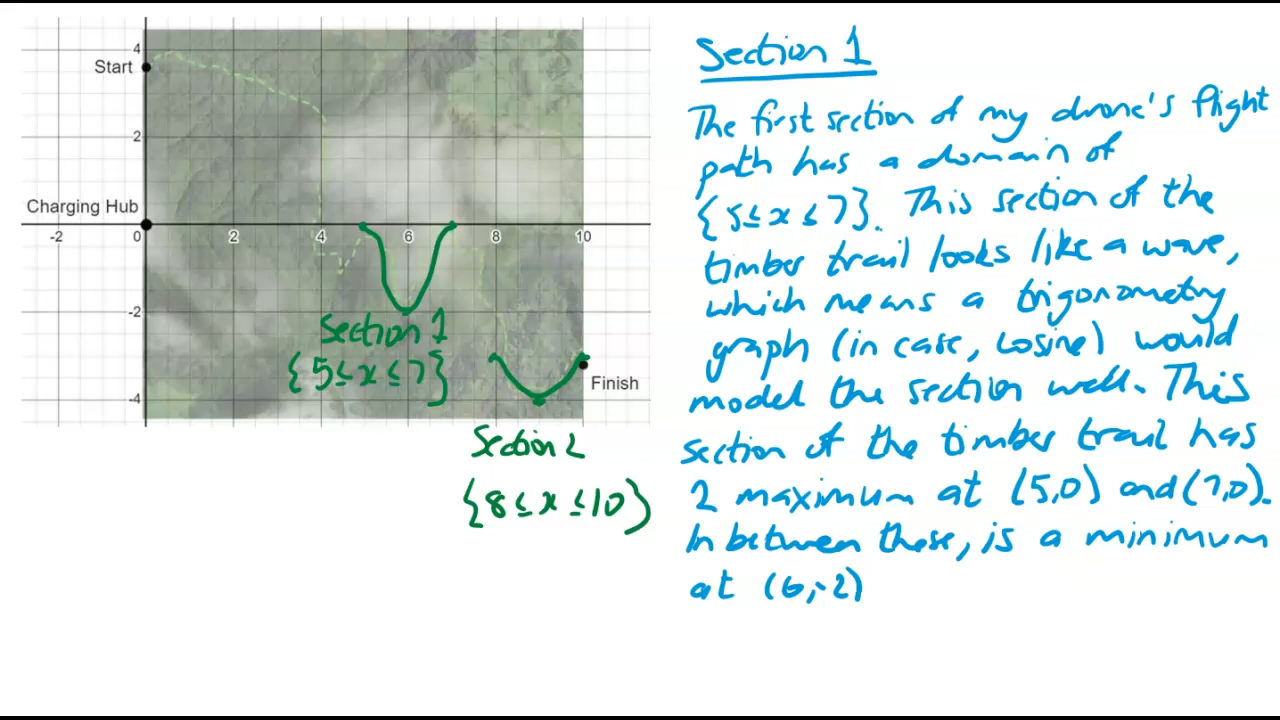 4
Start
2
Charging Hub
-2
0
2
4
6
8
10
-2
Section 1
{5≤x≤7}
Finish
-4
Section 2
{8≤x≤10}
Section 1
The first section of my drone's flight
path has a domain of
{5≤x≤7}. This section of the
timber trail looks like a wave,
which means a trigonometry
graph (in case, cosine) would
model the section well. This
section of the timber trail has
2 maximum at (5,0) and (7,0).
In between these, is a minimum
at (6,-2)